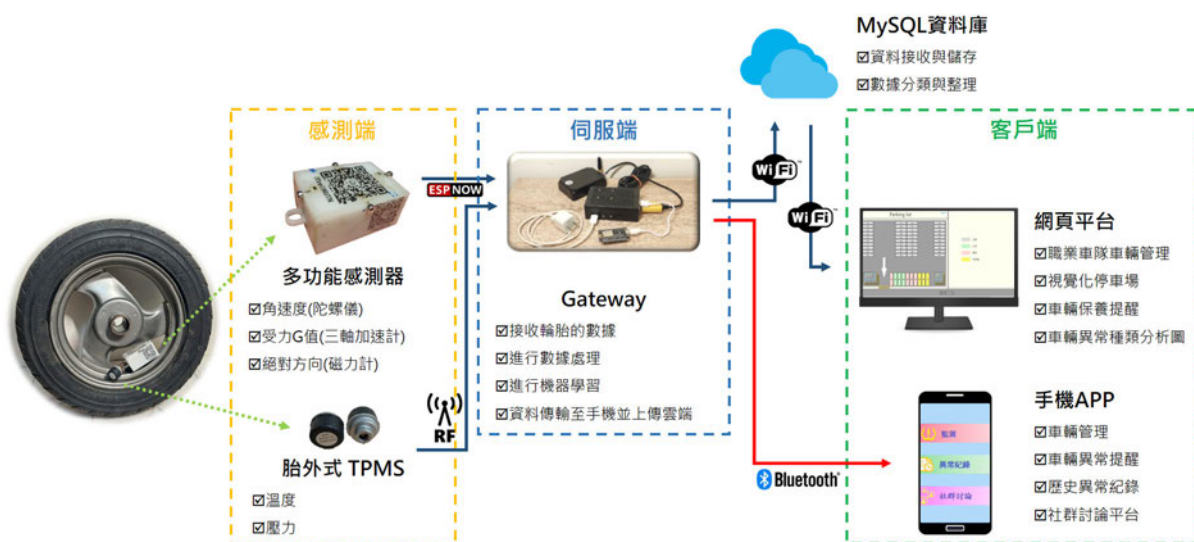 MySQL資料庫
☑資料接收與儲存
☑數據分類與整理
感測端
ESP NOW
多功能感測器
☑角速度(陀螺儀)
☑受力G值(三軸加速計)
☑絕對方向(磁力計)
RF
胎外式 TPMS
☑溫度
☑壓力
伺服端
Gateway
☑接收輪胎的數據
☑進行數據處理
☑進行機器學習
☑資料傳輸至手機並上傳雲端
WiFi
WiFi
Bluetooth
客戶端
Parking lot
網頁平台
☑職業車隊車輛管理
☑視覺化停車場
☑車輛保養提醒
☑車輛異常種類分析圖
監測
異常紀錄
社群討論
手機APP
☑車輛管理
☑車輛異常提醒
☑歷史異常紀錄
☑社群討論平台